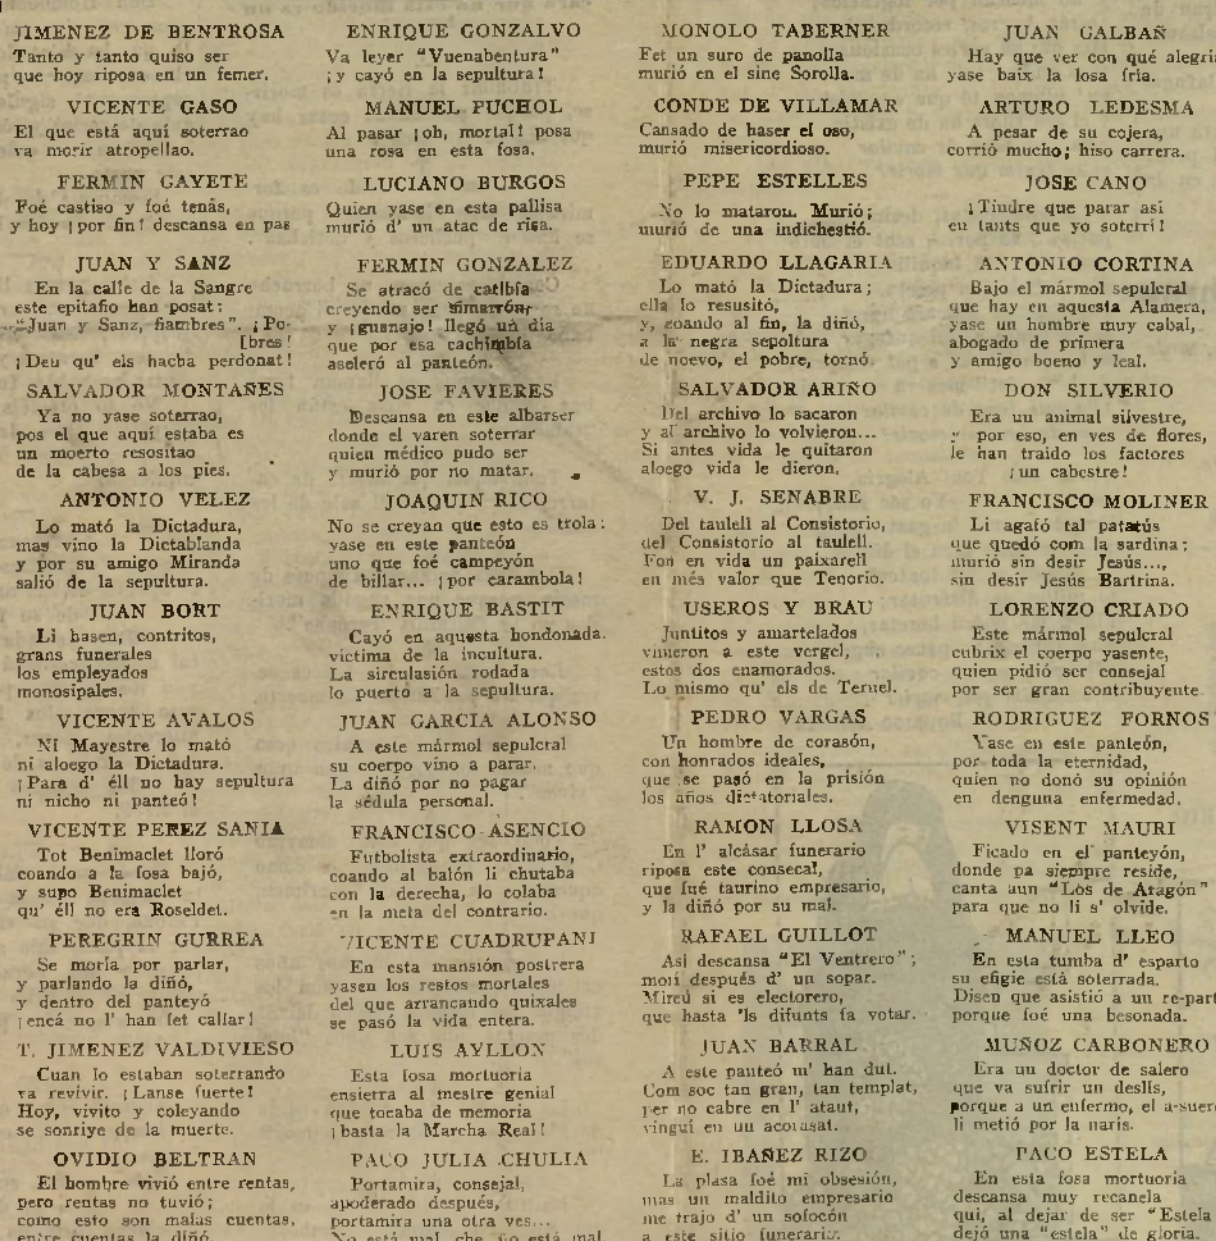 JIMENEZ DE BENTROSA
Tanto y tanto quiso ser
que hoy riposa en un femer.
VICENTE GASO
El que está aquí soterrao
va morir atropellao.
FERMIN GAYETE
Foé castiso y foé tenás,
y hoy ¡por fin! descansa en pas
JUAN Y SANZ
En la calle de la Sangre
este epitafio han posat:
"Juan y Sanz, fiambres". ¡Po-
[bres!
¡Deu qu' els hacba perdonat!
SALVADOR MONTAÑES
Ya no yase soterrao,
pos el que aquí estaba es
un moerto resositao
de la cabesa a los pies.
ANTONIO VELEZ
Lo mató la Dictadura,
mas vino la Dictablanda
y por su amigo Miranda
salió de la sepultura.
JUAN BORT
Li hasen, contritos,
grans funerales
los empleyados
monosipales.
VICENTE AVALOS
Ni Mayestre lo mató
ni aloego la Dictadura.
¡Para d' éll no hay sepultura
ni nicho ni panteó!
VICENTE PEREZ SANIA
Tot Benimaclet lloró
coando a la fosa bajó,
y supo Benimaclet
qu' éll no era Roseldet.
PEREGRIN GURREA
Se moría por parlar,
y parlando la diñó,
y dentro del panteyó
¡encá no l' han fet callar!
T. JIMENEZ VALDIVIESO
Cuan lo estaban soterrando
va revivir. ¡Lanse fuerte!
Hoy, vivito y coleyando
se sonriye de la muerte.
OVIDIO BELTRAN
El hombre vivió entre rentas,
pero rentas no tuvió;
como esto son malas cuentas,
entre cuentas la diñó.
ENRIQUE GONZALVO
Va leyer "Vuenabentura"
¡y cayó en la sepultura!
MANUEL PUCHOL
Al pasar ¡oh, mortal! posa
una rosa en esta fosa.
LUCIANO BURGOS
Quien yase en esta pallisa
murió d' un atac de risa.
FERMIN GONZALEZ
Se atracó de catibía
creyendo ser simarrón,
y ¡guanajo! llegó un día
que por esa cachimbía
aseleró al panteón.
JOSE FAVIERES
Descansa en este albarser
donde el varen soterrar
quien médico pudo ser
y murió por no matar.
JOAQUIN RICO
No se creyan que esto es trola:
yase en este panteón
uno que foé campeyón
de billar... ¡por carambola!
ENRIQUE BASTIT
Cayó en aquesta hondonada.
víctima de la incultura.
La sirculasión rodada
lo puertó a la sepultura.
JUAN GARCIA ALONSO
A este mármol sepulcral
su coerpo vino a parar.
La diñó por no pagar
la sédula personal.
FRANCISCO ASENCIO
Futbolista extraordinario,
coando al balón li chutaba
con la derecha, lo colaba
en la meta del contrario.
VICENTE CUADRUPANI
En esta mansión postrera
yasen los restos mortales
del que arrancando quixales
se pasó la vida entera.
LUIS AYLLON
Esta fosa mortuoria
ensierra al mestre genial
que tocaba de memoria
¡basta la Marcha Real!
PACO JULIA CHULIA
Portamira, consejal,
apoderado después,
portamira una otra ves...
No está mal, che, no está mal
MONOLO TABERNER
Fet un suro de panolla
murió en el sine Sorolla.
CONDE DE VILLAMAR
Cansado de haser el oso,
murió misericordioso.
PEPE ESTELLES
No lo mataron. Murió;
murió de una indichestió.
EDUARDO LLAGARIA
Lo mató la Dictadura;
ella lo resusitó,
y, coando al fin, la diñó,
a la negra sepoltura
de noevo, el pobre, tornó.
SALVADOR ARIÑO
Del archivo lo sacaron
y al archivo lo volvieron...
Si antes vida le quitaron
aloego vida le dieron.
V. J. SENABRE
Del taulell al Consistorio,
del Consistorio al taulell.
Fon en vida un paixarell
en més valor que Tenorio.
USEROS Y BRAU
Juntitos y amartelados
vinieron a este vergel,
estos dos enamorados.
Lo mismo qu' els de Teruel.
PEDRO VARGAS
Un hombre de corasón,
con honrados ideales,
que se pasó en la prisión
los años dictatoriales.
RAMON LLOSA
En l' alcásar funerario
riposa este consecal,
que fué taurino empresario,
y la diñó por su mal.
RAFAEL GUILLOT
Así descansa "El Ventrero";
morí después d' un sopar.
Mireú si es electorero,
que hasta 'ls difunts fa votar.
JUAN BARRAL
A este panteó m' han dut.
Com soc tan gran, tan templat,
per no cabre en l' ataut,
vinguí en un acorasat.
E. IBAÑEZ RIZO
La plasa foé mi obsesión,
mas un maldito empresario
me trajo d' un sofocón
a este sitio funerario.
JUAN GALBAÑ
Hay que ver con qué alegría
yase baix la losa fría.
ARTURO LEDESMA
A pesar de su cojera,
corrió mucho; hiso carrera.
JOSE CANO
¡Tindre que parar así
en tants que yo soterrí!
ANTONIO CORTINA
Bajo el mármol sepulcral
que hay en aquesta Alamera,
yase un hombre muy cabal,
abogado de primera
y amigo boeno y leal.
DON SILVERIO
Era un animal silvestre,
y por eso, en ves de flores,
le han traido los factores
¡un cabestre!
FRANCISCO MOLINER
Li agafó tal patatús
que quedó com la sardina;
murió sin desir Jesús...,
sin desir Jesús Bartrina.
LORENZO CRIADO
Este mármol sepulcral
cubrix el coerpo yasente,
quien pidió ser consejal
por ser gran contribuyente
RODRIGUEZ FORNOS
Yase en este panteón,
por toda la eternidad,
quien no donó su opinión
en denguna enfermedad.
VISENT MAURI
Ficado en el panteyón,
donde pa siempre reside,
canta aun "Los de Aragón"
para que no li s' olvide.
MANUEL LLEO
En esta tumba d' esparto
su efigie está soterrada.
Disen que asistió a un re-part
porque foé una besonada.
MUÑOZ CARBONERO
Era un doctor de salero
que va sufrir un deslís,
porque a un enfermo, el a-suero
li metió por la narís.
PACO ESTELA
En esta fosa mortuoria
descansa muy recanela
qui, al dejar de ser "Estela
dejó una "estela" de gloria.